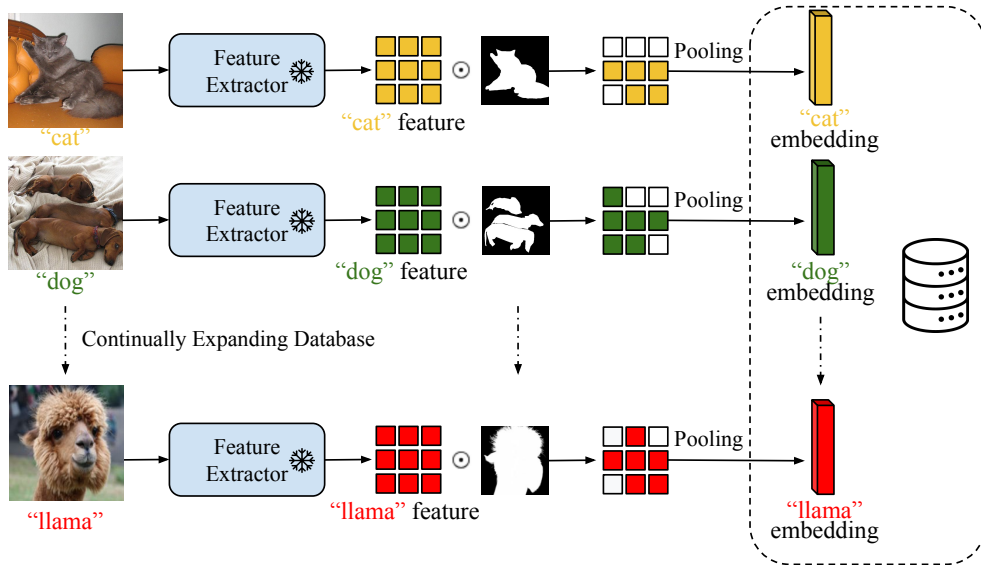 Feature
Extractor
Pooling
“cat”
“cat” feature
“cat”
embedding
Feature
Extractor
Pooling
“dog”
“dog” feature
“dog”
embedding
Continually Expanding Database
Feature
Extractor
Pooling
“llama”
“llama” feature
“llama”
embedding